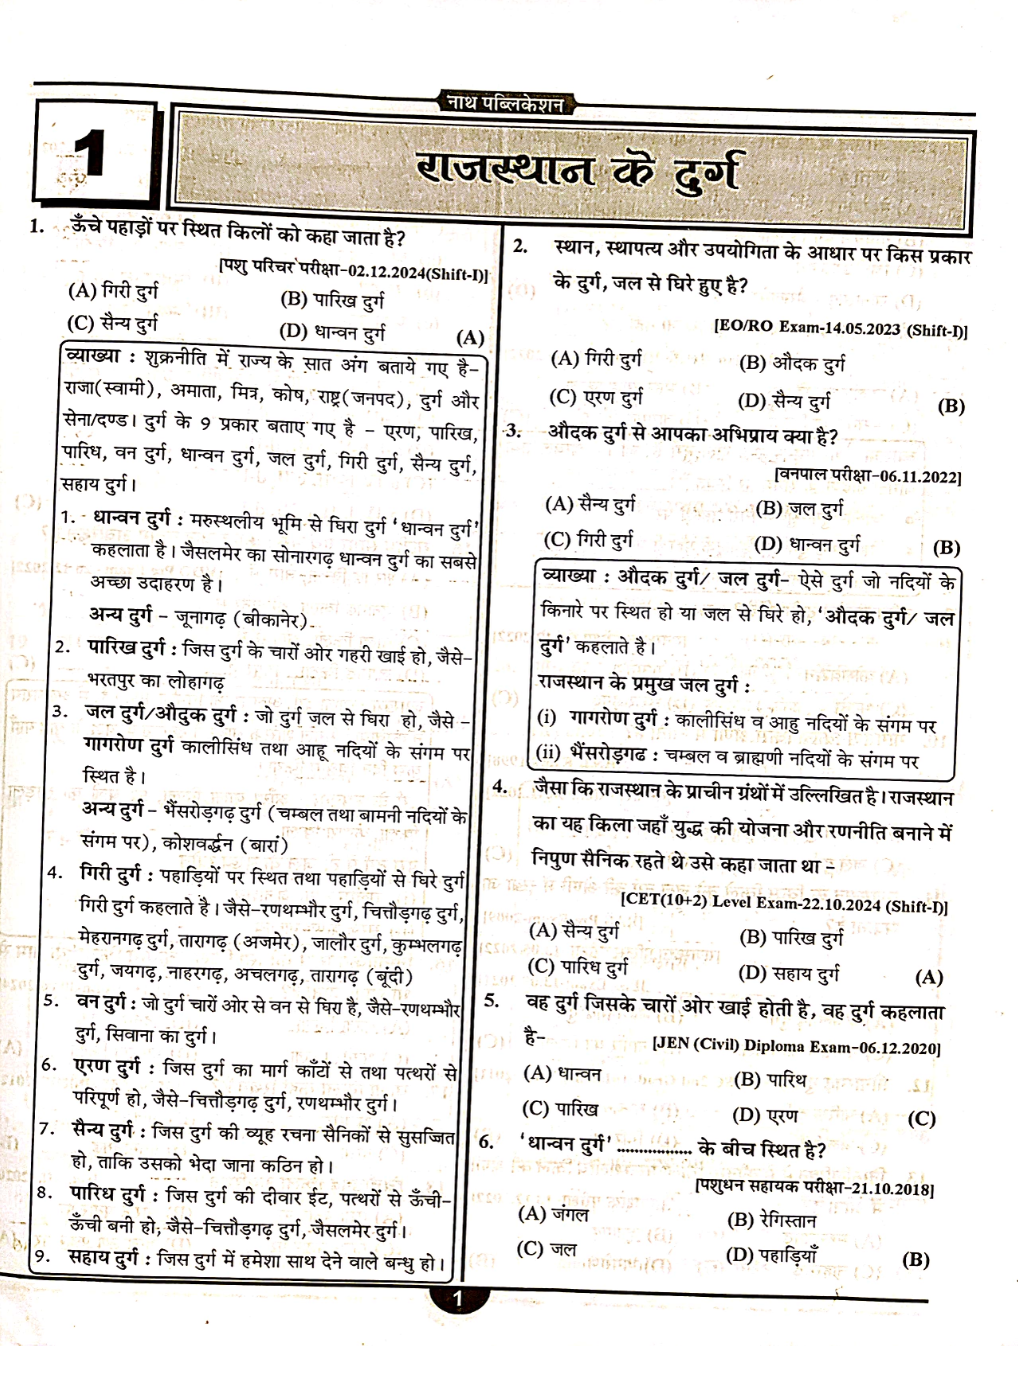 नाथ पब्लिकेशन
1
राजस्थान के दुर्ग
1. ऊँचे पहाड़ों पर स्थित किलों को कहा जाता है?
[पशु परिचर परीक्षा-02.12.2024(Shift-I)]
(A) गिरी दुर्ग (B) पारिख दुर्ग
(C) सैन्य दुर्ग (D) धान्वन दुर्ग (A)
व्याख्या : शुक्रनीति में राज्य के सात अंग बताये गए है-
राजा(स्वामी), अमाता, मित्र, कोष, राष्ट्र(जनपद), दुर्ग और
सेना/दण्ड। दुर्ग के 9 प्रकार बताए गए है - एरण, पारिख,
पारिध, वन दुर्ग, धान्वन दुर्ग, जल दुर्ग, गिरी दुर्ग, सैन्य दुर्ग,
सहाय दुर्ग।
1. धान्वन दुर्ग : मरुस्थलीय भूमि से घिरा दुर्ग 'धान्वन दुर्ग'
कहलाता है। जैसलमेर का सोनारगढ़ धान्वन दुर्ग का सबसे
अच्छा उदाहरण है।
अन्य दुर्ग - जूनागढ़ (बीकानेर).
2. पारिख दुर्ग : जिस दुर्ग के चारों ओर गहरी खाई हो, जैसे-
भरतपुर का लोहागढ़
3. जल दुर्ग/औदुक दुर्ग : जो दुर्ग जल से घिरा हो, जैसे -
गागरोण दुर्ग कालीसिंध तथा आहू नदियों के संगम पर
स्थित है।
अन्य दुर्ग - भैंसरोड़गढ़ दुर्ग (चम्बल तथा बामनी नदियों के
संगम पर), कोशवर्द्धन (बारां)
4. गिरी दुर्ग : पहाड़ियों पर स्थित तथा पहाड़ियों से घिरे दुर्ग
गिरी दुर्ग कहलाते है। जैसे-रणथम्भौर दुर्ग, चित्तौड़गढ़ दुर्ग,
मेहरानगढ़ दुर्ग, तारागढ़ (अजमेर), जालौर दुर्ग, कुम्भलगढ़
दुर्ग, जयगढ़, नाहरगढ़, अचलगढ़, तारागढ़ (बूंदी)
5. वन दुर्ग : जो दुर्ग चारों ओर से वन से घिरा है, जैसे-रणथम्भौर
दुर्ग, सिवाना का दुर्ग।
6. एरण दुर्ग : जिस दुर्ग का मार्ग काँटों से तथा पत्थरों से
परिपूर्ण हो, जैसे-चित्तौड़गढ़ दुर्ग, रणथम्भौर दुर्ग।
7. सैन्य दुर्ग : जिस दुर्ग की व्यूह रचना सैनिकों से सुसज्जित
हो, ताकि उसको भेदा जाना कठिन हो।
8. पारिध दुर्ग : जिस दुर्ग की दीवार ईट, पत्थरों से ऊँची-
ऊँची बनी हो, जैसे-चित्तौड़गढ़ दुर्ग, जैसलमेर दुर्ग।
9. सहाय दुर्ग : जिस दुर्ग में हमेशा साथ देने वाले बन्धु हो।
2. स्थान, स्थापत्य और उपयोगिता के आधार पर किस प्रकार
के दुर्ग, जल से घिरे हुए है?
[EO/RO Exam-14.05.2023 (Shift-I)]
(A) गिरी दुर्ग (B) औदक दुर्ग
(C) एरण दुर्ग (D) सैन्य दुर्ग (B)
3. औदक दुर्ग से आपका अभिप्राय क्या है?
[वनपाल परीक्षा-06.11.2022]
(A) सैन्य दुर्ग (B) जल दुर्ग
(C) गिरी दुर्ग (D) धान्वन दुर्ग (B)
व्याख्या : औदक दुर्ग/ जल दुर्ग- ऐसे दुर्ग जो नदियों के
किनारे पर स्थित हो या जल से घिरे हो, 'औदक दुर्ग/ जल
दुर्ग' कहलाते है।
राजस्थान के प्रमुख जल दुर्ग :
(i) गागरोण दुर्ग : कालीसिंध व आहु नदियों के संगम पर
(ii) भैंसरोड़गढ : चम्बल व ब्राह्मणी नदियों के संगम पर
4. जैसा कि राजस्थान के प्राचीन ग्रंथों में उल्लिखित है। राजस्थान
का यह किला जहाँ युद्ध की योजना और रणनीति बनाने में
निपुण सैनिक रहते थे उसे कहा जाता था -
[CET(10+2) Level Exam-22.10.2024 (Shift-I)]
(A) सैन्य दुर्ग (B) पारिख दुर्ग
(C) पारिध दुर्ग (D) सहाय दुर्ग (A)
5. वह दुर्ग जिसके चारों ओर खाई होती है, वह दुर्ग कहलाता
है- [JEN (Civil) Diploma Exam-06.12.2020]
(A) धान्वन (B) पारिथ
(C) पारिख (D) एरण (C)
6. 'धान्वन दुर्ग' ................. के बीच स्थित है?
[पशुधन सहायक परीक्षा-21.10.2018]
(A) जंगल (B) रेगिस्तान
(C) जल (D) पहाड़ियाँ (B)
1